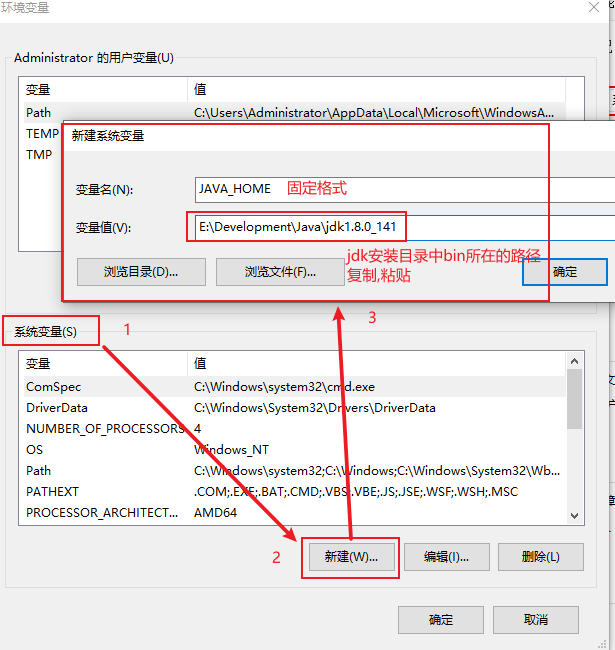 环境变量
Administrator 的用户变量(U)
变量 值
Path C:\Users\Administrator\AppData\Local\Microsoft\WindowsA...
TEMP
TMP
新建系统变量
变量名(N): JAVA_HOME 固定格式
变量值(V): E:\Development\Java\jdk1.8.0_141
jdk安装目录中bin所在的路径
复制,粘贴
浏览目录(D)... 浏览文件(F)... 确定
3
系统变量(S) 1
变量 值
ComSpec C:\Windows\system32\cmd.exe
DriverData C:\Windows\System32\Drivers\DriverData
NUMBER_OF_PROCESSORS 4
OS Windows_NT
Path C:\Windows\system32;C:\Windows;C:\Windows\System32\Wb...
PATHEXT .COM;.EXE;.BAT;.CMD;.VBS;.VBE;.JS;.JSE;.WSF;.WSH;.MSC
PROCESSOR_ARCHITECT... AMD64
2 新建(W)... 编辑(I)... 删除(L)
确定 取消